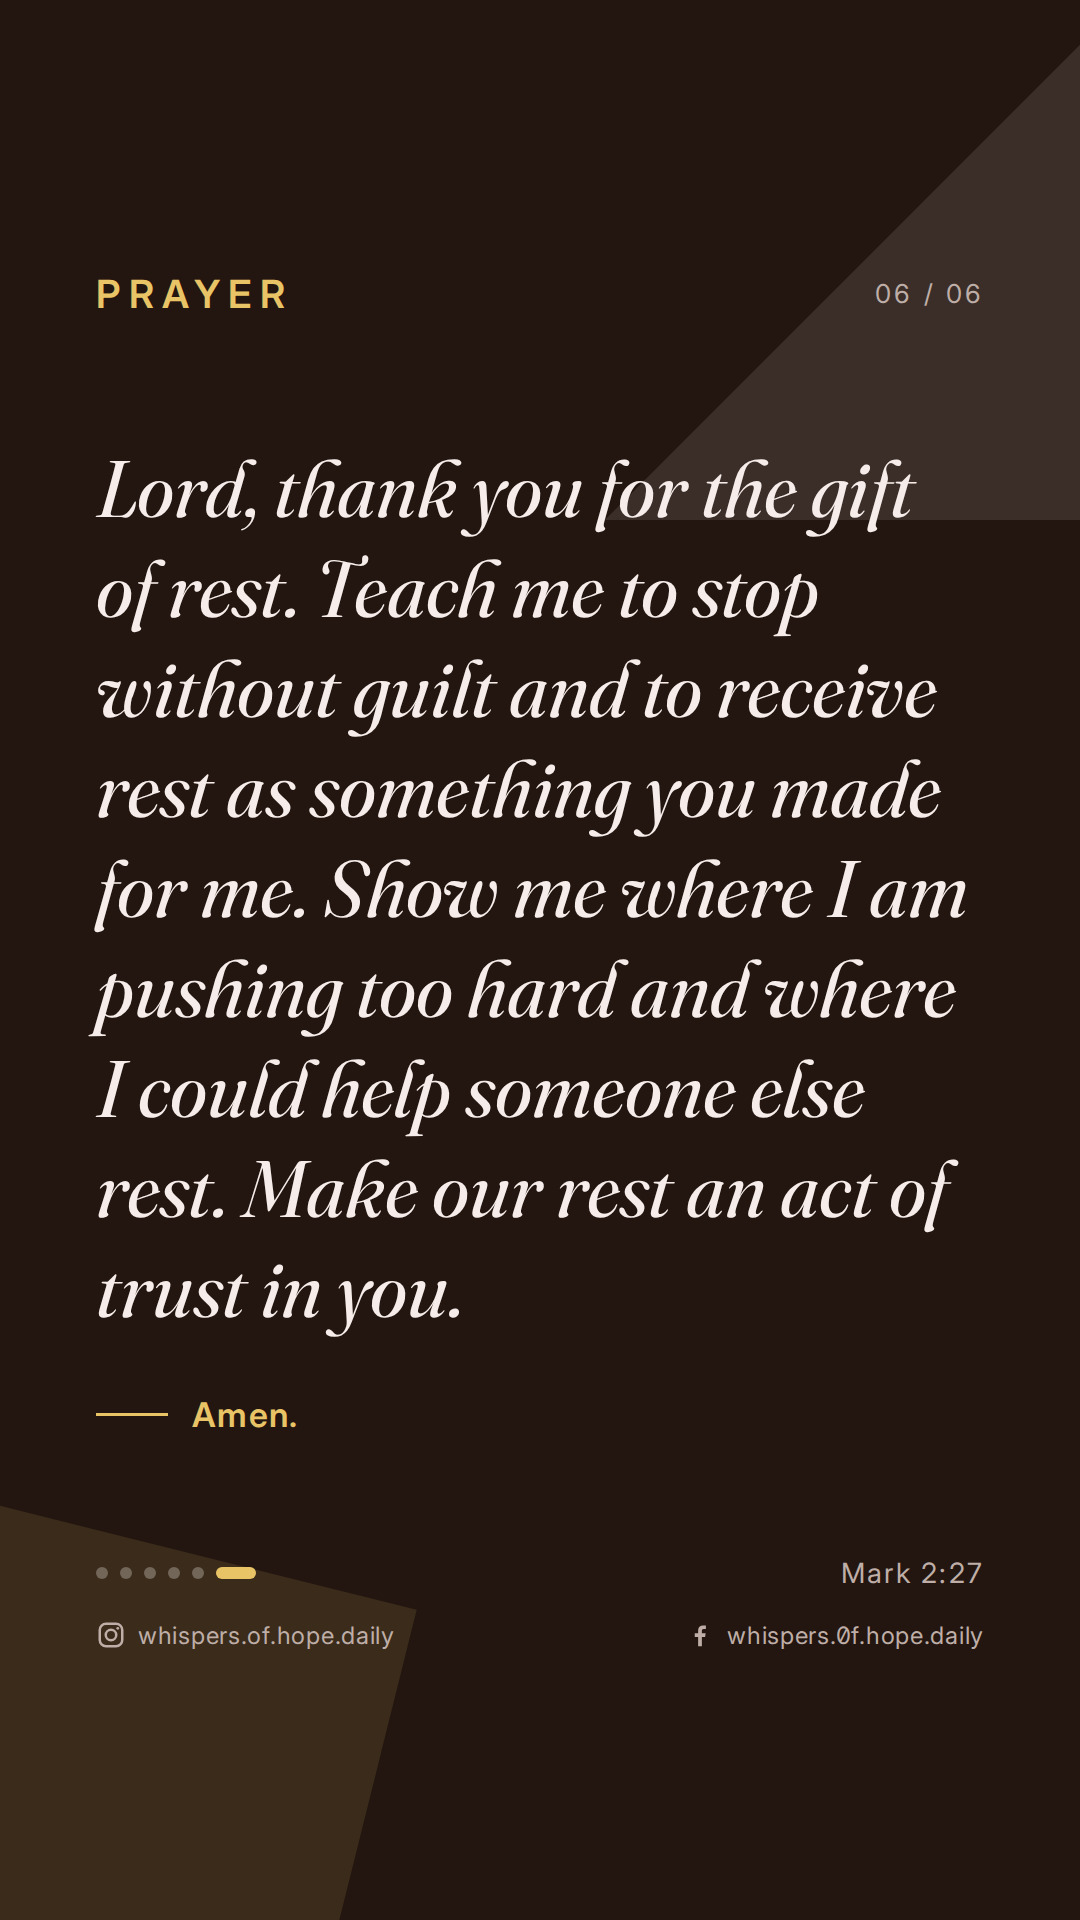 PRAYER
06 / 06
Lord, thank you for the gift
of rest. Teach me to stop
without guilt and to receive
rest as something you made
for me. Show me where I am
pushing too hard and where
I could help someone else
rest. Make our rest an act of
trust in you.
Amen.
Mark 2:27
whispers.of.hope.daily
whispers.0f.hope.daily